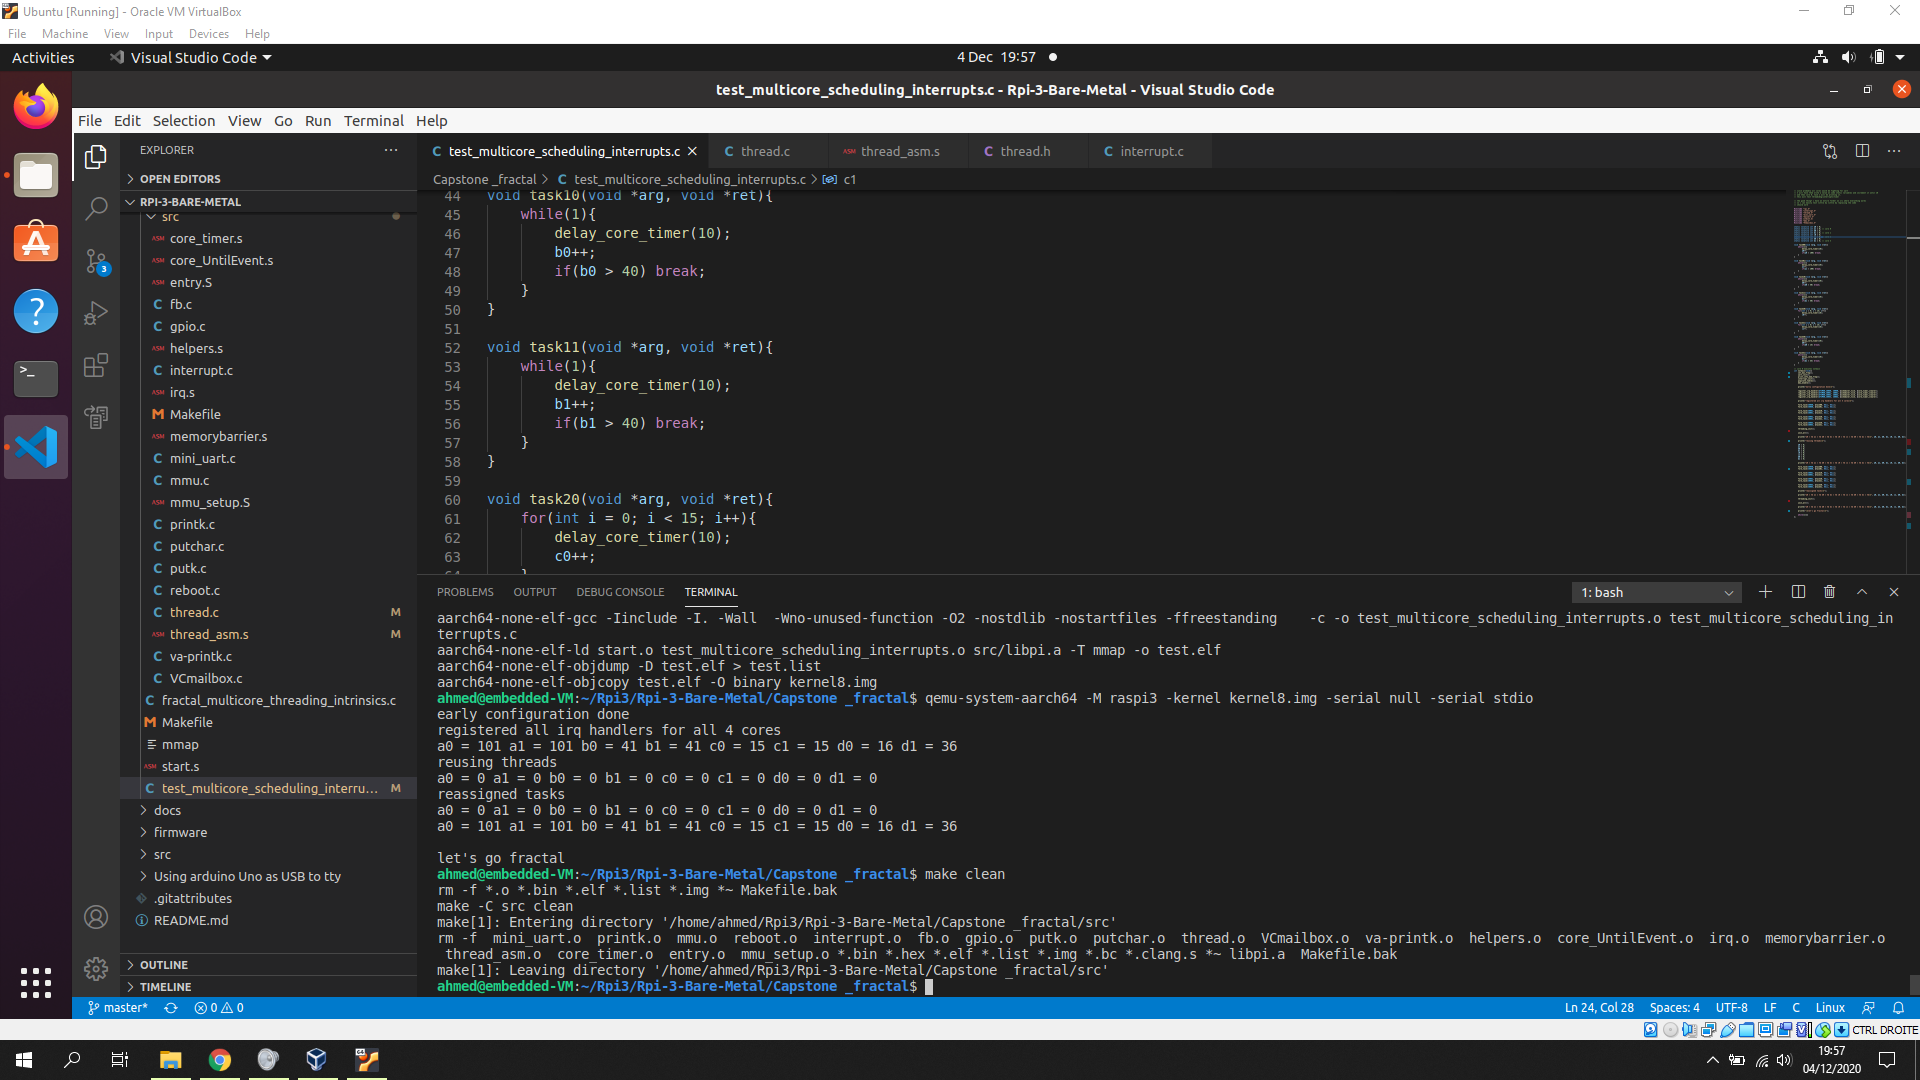 Ubuntu [Running] - Oracle VM VirtualBox
File Machine View Input Devices Help
Activities Visual Studio Code 4 Dec 19:57
test_multicore_scheduling_interrupts.c - Rpi-3-Bare-Metal - Visual Studio Code
File Edit Selection View Go Run Terminal Help
EXPLORER
OPEN EDITORS
RPI-3-BARE-METAL
src
core_timer.s
core_UntilEvent.s
entry.S
fb.c
gpio.c
helpers.s
interrupt.c
irq.s
Makefile
memorybarrier.s
mini_uart.c
mmu.c
mmu_setup.S
printk.c
putchar.c
putk.c
reboot.c
thread.c M
thread_asm.s M
va-printk.c
VCmailbox.c
fractal_multicore_threading_intrinsics.c
Makefile
mmap
start.s
test_multicore_scheduling_interru... M
docs
firmware
src
Using arduino Uno as USB to tty
.gitattributes
README.md
OUTLINE
TIMELINE
3
test_multicore_scheduling_interrupts.c thread.c thread_asm.s thread.h interrupt.c
Capstone _fractal > test_multicore_scheduling_interrupts.c > c1
44 void task10(void *arg, void *ret){
45 while(1){
46 delay_core_timer(10);
47 b0++;
48 if(b0 > 40) break;
49 }
50 }
51
52 void task11(void *arg, void *ret){
53 while(1){
54 delay_core_timer(10);
55 b1++;
56 if(b1 > 40) break;
57 }
58 }
59
60 void task20(void *arg, void *ret){
61 for(int i = 0; i < 15; i++){
62 delay_core_timer(10);
63 c0++;
64 }
PROBLEMS OUTPUT DEBUG CONSOLE TERMINAL 1: bash
aarch64-none-elf-gcc -Iinclude -I. -Wall  -Wno-unused-function -O2 -nostdlib -nostartfiles -ffreestanding    -c -o test_multicore_scheduling_interrupts.o test_multicore_scheduling_in
terrupts.c
aarch64-none-elf-ld start.o test_multicore_scheduling_interrupts.o src/libpi.a -T mmap -o test.elf
aarch64-none-elf-objdump -D test.elf > test.list
aarch64-none-elf-objcopy test.elf -O binary kernel8.img
ahmed@embedded-VM:~/Rpi3/Rpi-3-Bare-Metal/Capstone _fractal$ qemu-system-aarch64 -M raspi3 -kernel kernel8.img -serial null -serial stdio
early configuration done
registered all irq handlers for all 4 cores
a0 = 101 a1 = 101 b0 = 41 b1 = 41 c0 = 15 c1 = 15 d0 = 16 d1 = 36
reusing threads
a0 = 0 a1 = 0 b0 = 0 b1 = 0 c0 = 0 c1 = 0 d0 = 0 d1 = 0
reassigned tasks
a0 = 0 a1 = 0 b0 = 0 b1 = 0 c0 = 0 c1 = 0 d0 = 0 d1 = 0
a0 = 101 a1 = 101 b0 = 41 b1 = 41 c0 = 15 c1 = 15 d0 = 16 d1 = 36
let's go fractal
ahmed@embedded-VM:~/Rpi3/Rpi-3-Bare-Metal/Capstone _fractal$ make clean
rm -f *.o *.bin *.elf *.list *.img *~ Makefile.bak
make -C src clean
make[1]: Entering directory '/home/ahmed/Rpi3/Rpi-3-Bare-Metal/Capstone _fractal/src'
rm -f  mini_uart.o  printk.o  mmu.o  reboot.o  interrupt.o  fb.o  gpio.o  putk.o  putchar.o  thread.o  VCmailbox.o  va-printk.o  helpers.o  core_UntilEvent.o  irq.o  memorybarrier.o
thread_asm.o  core_timer.o  entry.o  mmu_setup.o *.bin *.hex *.elf *.list *.img *.bc *.clang.s *~ libpi.a  Makefile.bak
make[1]: Leaving directory '/home/ahmed/Rpi3/Rpi-3-Bare-Metal/Capstone _fractal/src'
ahmed@embedded-VM:~/Rpi3/Rpi-3-Bare-Metal/Capstone _fractal$
master* 0 0 Ln 24, Col 28 Spaces: 4 UTF-8 LF C Linux
CTRL DROITE
19:57
04/12/2020